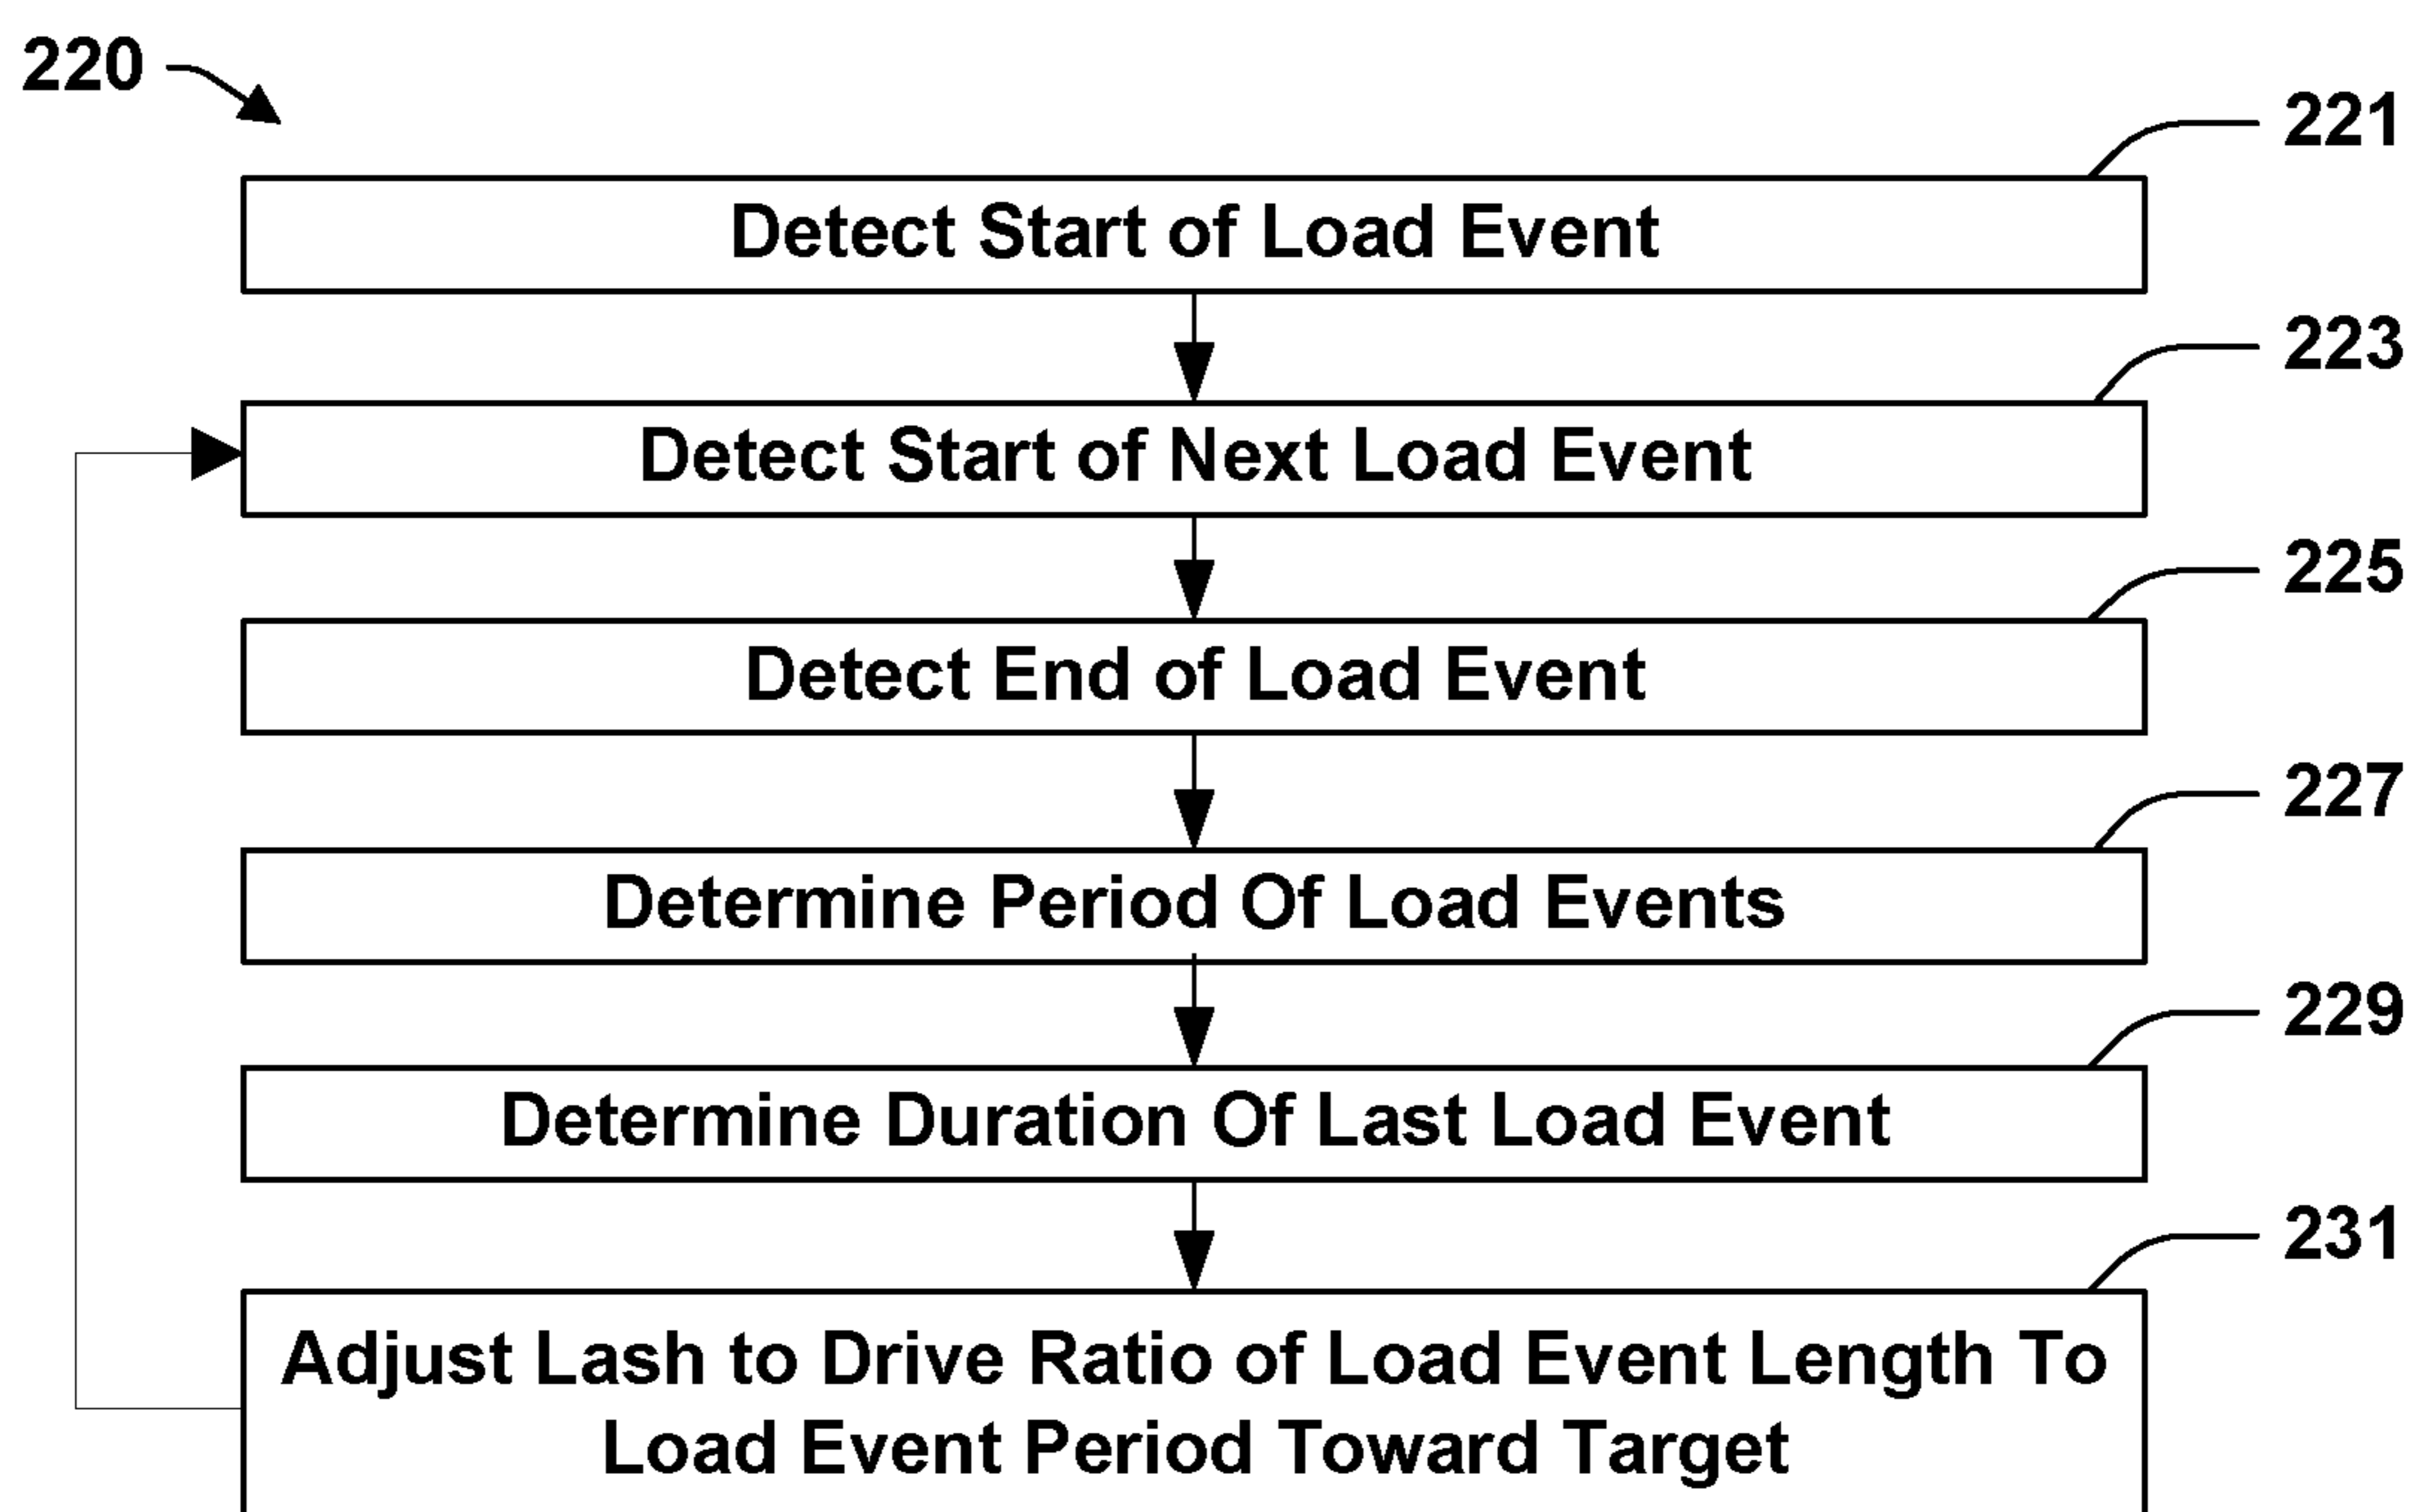 220
221
Detect Start of Load Event
223
Detect Start of Next Load Event
225
Detect End of Load Event
227
Determine Period Of Load Events
229
Determine Duration Of Last Load Event
231
Adjust Lash to Drive Ratio of Load Event Length To
Load Event Period Toward Target